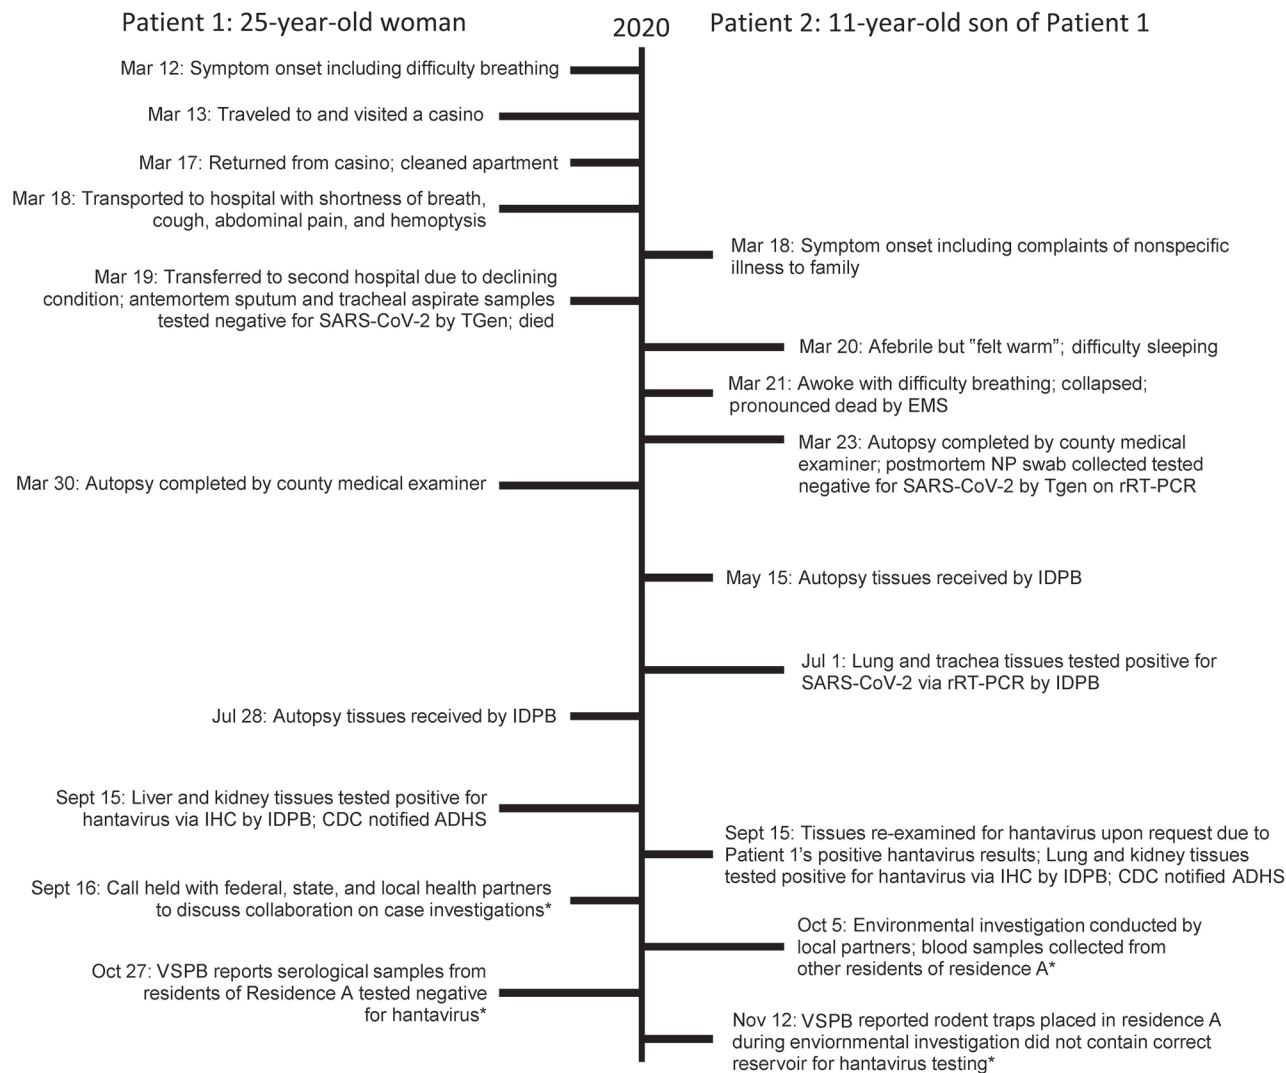 Patient 1: 25-year-old woman
2020
Patient 2: 11-year-old son of Patient 1
Mar 12: Symptom onset including difficulty breathing
Mar 13: Traveled to and visited a casino
Mar 17: Returned from casino; cleaned apartment
Mar 18: Transported to hospital with shortness of breath,
cough, abdominal pain, and hemoptysis
Mar 18: Symptom onset including complaints of nonspecific
illness to family
Mar 19: Transferred to second hospital due to declining
condition; antemortem sputum and tracheal aspirate samples
tested negative for SARS-CoV-2 by TGen; died
Mar 20: Afebrile but "felt warm”; difficulty sleeping
Mar 21: Awoke with difficulty breathing; collapsed;
pronounced dead by EMS
Mar 23: Autopsy completed by county medical
examiner; postmortem NP swab collected tested
negative for SARS-CoV-2 by Tgen on rRT-PCR
Mar 30: Autopsy completed by county medical examiner
May 15: Autopsy tissues received by IDPB
Jul 1: Lung and trachea tissues tested positive for
SARS-CoV-2 via rRT-PCR by IDPB
Jul 28: Autopsy tissues received by IDPB
Sept 15: Liver and kidney tissues tested positive for
hantavirus via IHC by IDPB; CDC notified ADHS
Sept 15: Tissues re-examined for hantavirus upon request due to
Patient 1’s positive hantavirus results; Lung and kidney tissues
tested positive for hantavirus via IHC by IDPB; CDC notified ADHS
Sept 16: Call held with federal, state, and local health partners
to discuss collaboration on case investigations*
Oct 5: Environmental investigation conducted by
local partners; blood samples collected from
other residents of residence A*
Oct 27: VSPB reports serological samples from
residents of Residence A tested negative
for hantavirus*
Nov 12: VSPB reported rodent traps placed in residence A
during enviornmental investigation did not contain correct
reservoir for hantavirus testing*